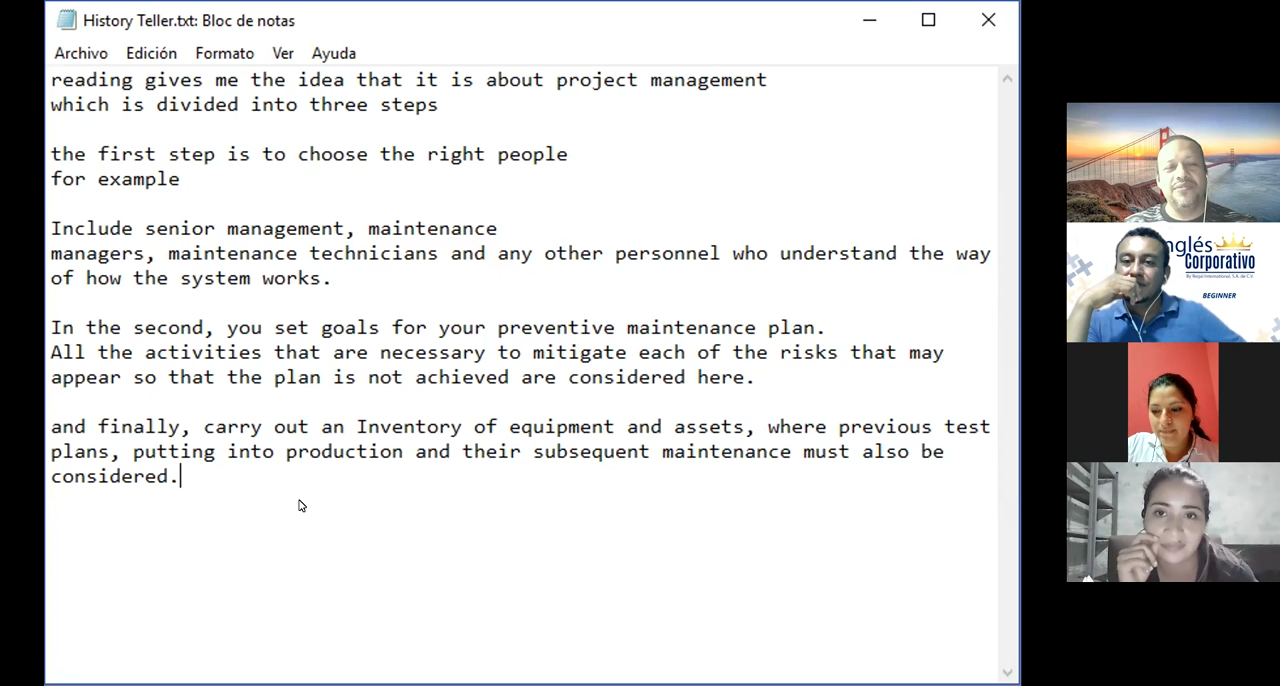 History Teller.txt: Bloc de notas
Archivo Edición Formato Ver Ayuda
reading gives me the idea that it is about project management
which is divided into three steps
the first step is to choose the right people
for example
Include senior management, maintenance
managers, maintenance technicians and any other personnel who understand the way
of how the system works.
In the second, you set goals for your preventive maintenance plan.
All the activities that are necessary to mitigate each of the risks that may
appear so that the plan is not achieved are considered here.
and finally, carry out an Inventory of equipment and assets, where previous test
plans, putting into production and their subsequent maintenance must also be
considered.
nglés
Corporativo
BEGINNER